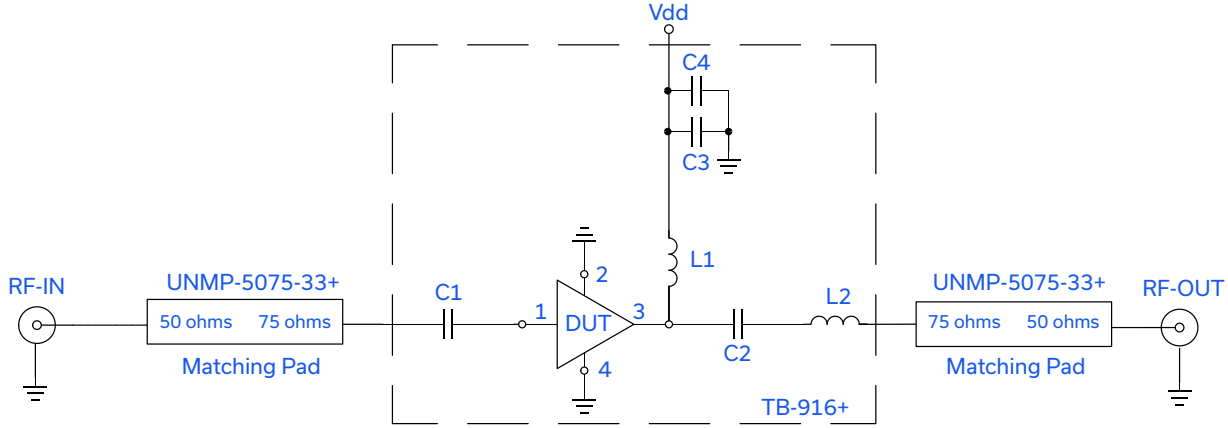 Vdd
C4
C3
L1
RF-IN
UNMP-5075-33+
50 ohms 75 ohms
Matching Pad
C1
1
2
DUT
3
4
C2
L2
TB-916+
UNMP-5075-33+
75 ohms 50 ohms
Matching Pad
RF-OUT